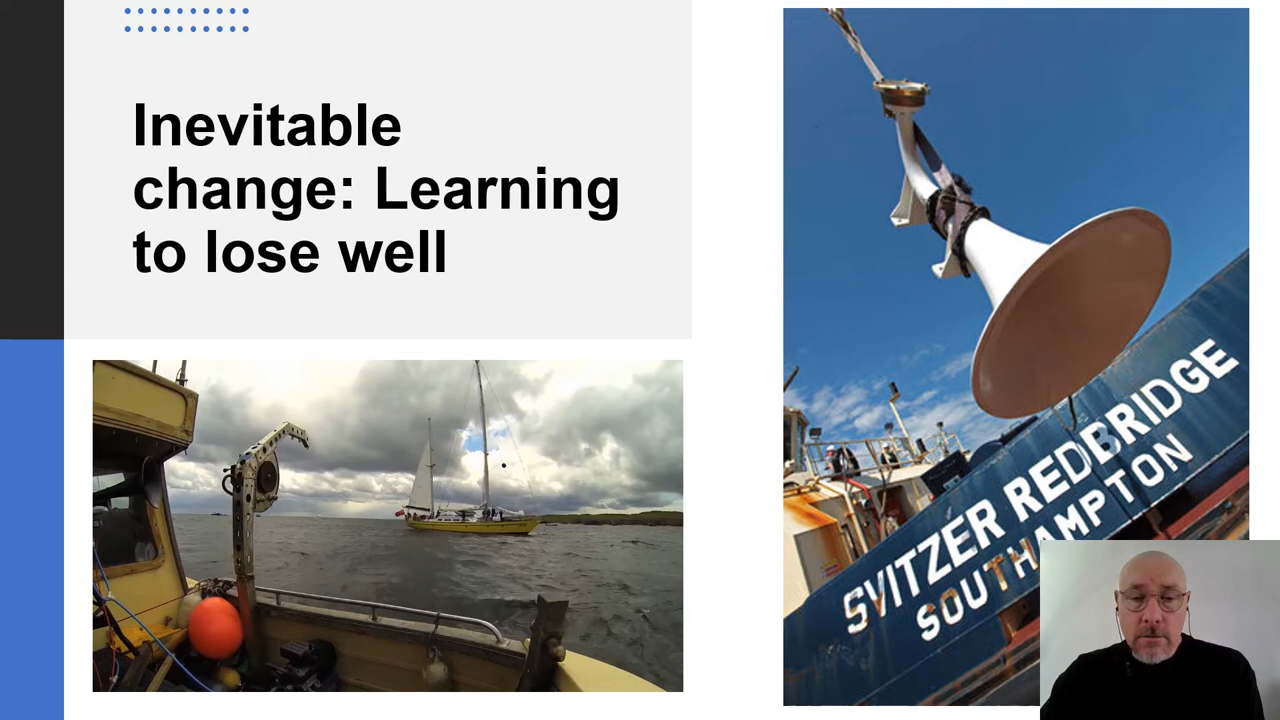 Inevitable
change: Learning
to lose well
SVITZER REDBRIDGE
SOUTHAMPTON